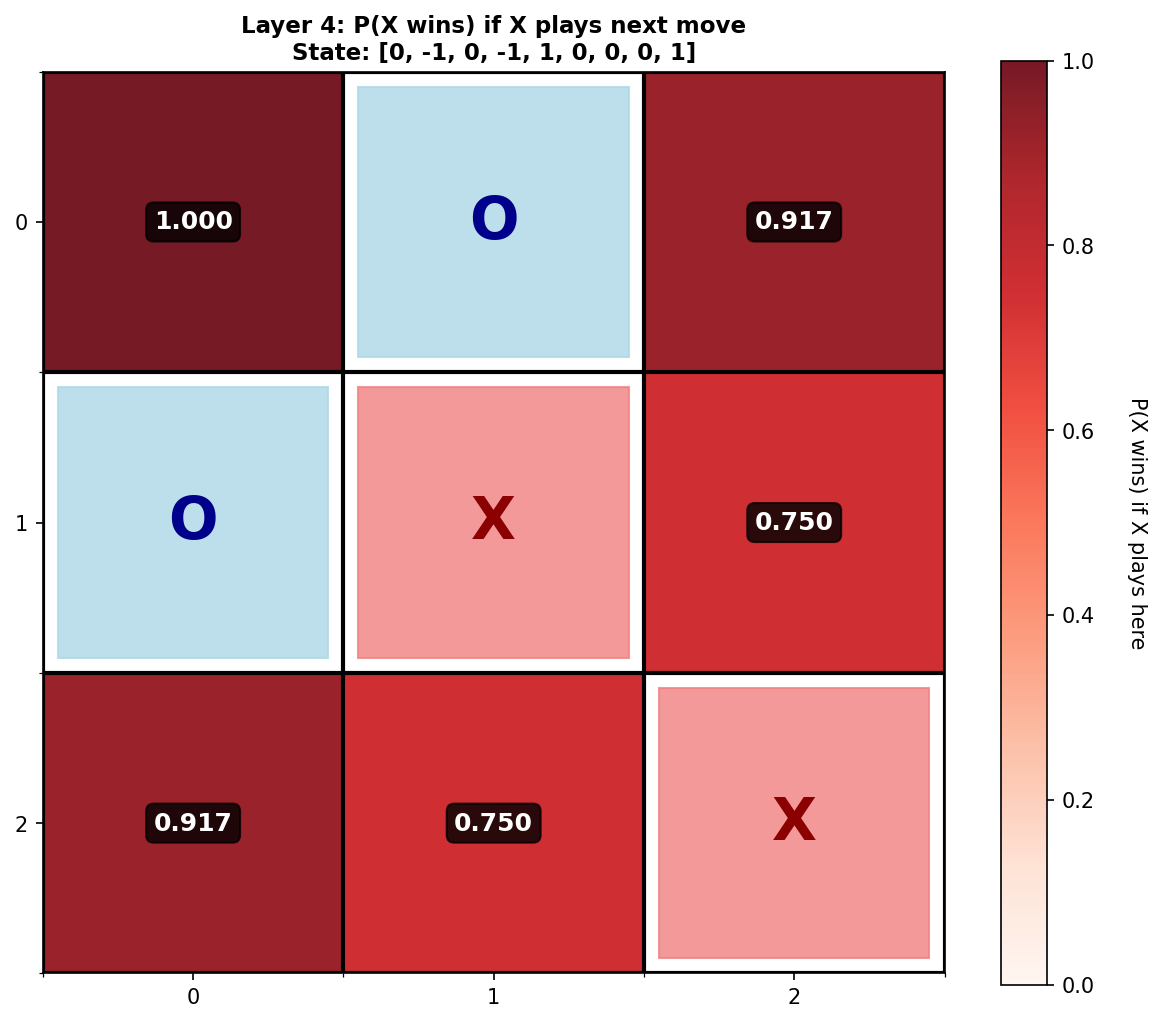 Layer 4: P(X wins) if X plays next move
State: [0, -1, 0, -1, 1, 0, 0, 0, 1]
0
1.000
O
0.917
1
O
X
0.750
2
0.917
0.750
X
0
1
2
1.0
0.8
0.6
0.4
0.2
0.0
P(X wins) if X plays here